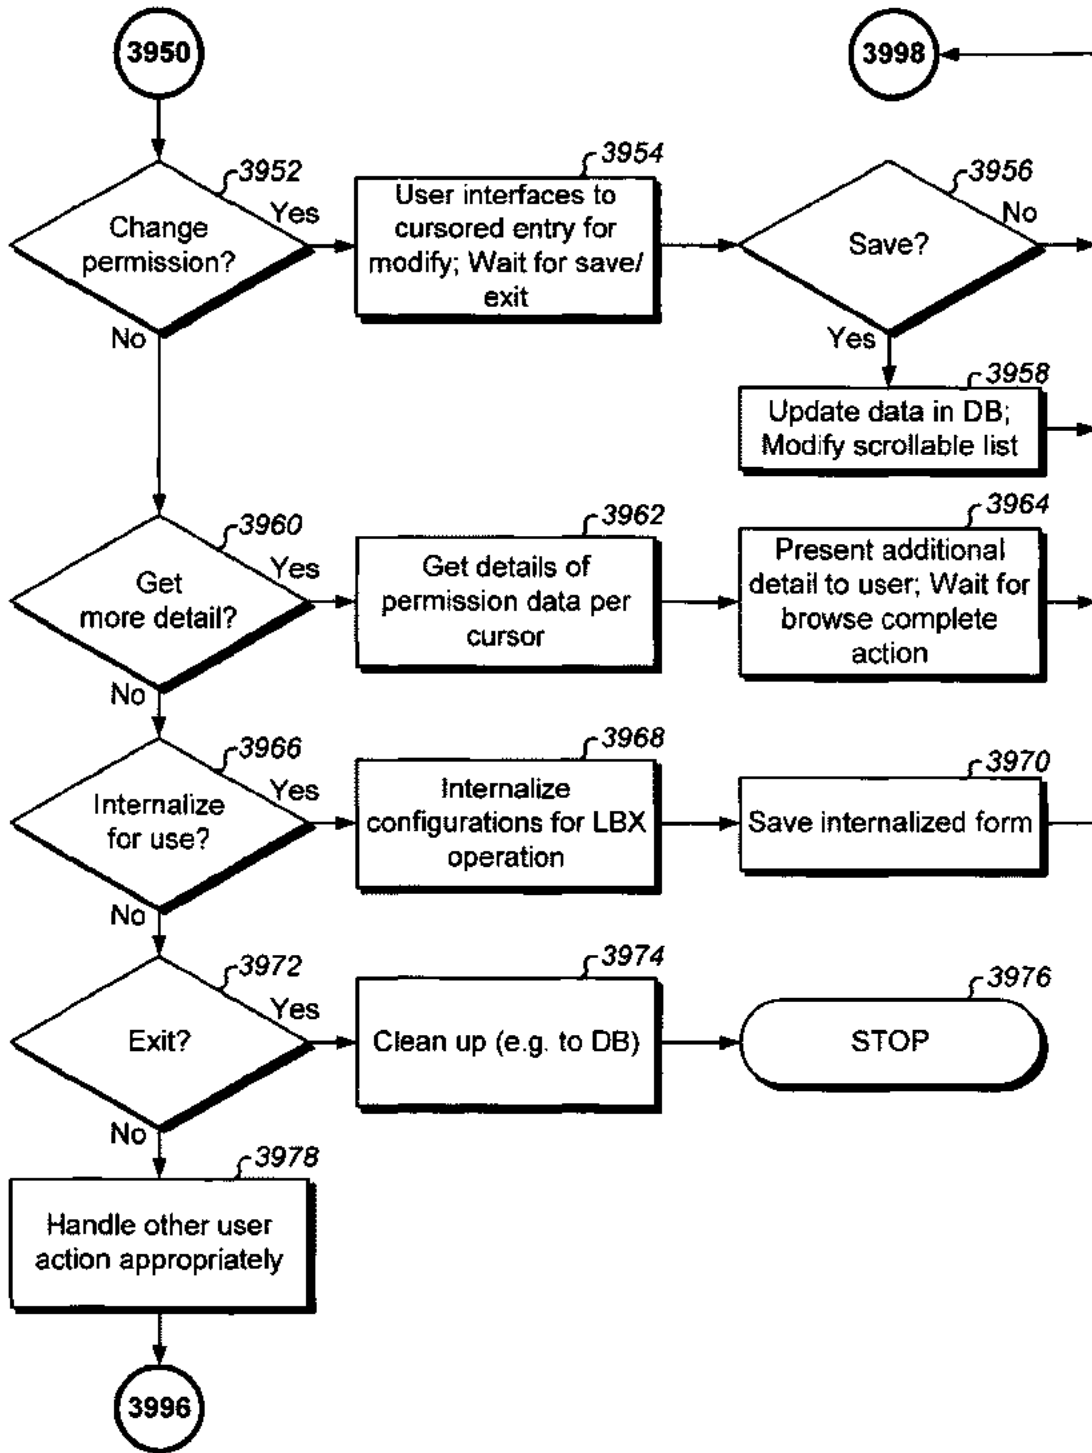 3950
3998
3952
3954
3956
Change
permission?
Yes
No
User interfaces to
cursored entry for
modify; Wait for save/
exit
Save?
No
Yes
3958
Update data in DB;
Modify scrollable list
3960
3962
3964
Get
more detail?
Yes
No
Get details of
permission data per
cursor
Present additional
detail to user; Wait for
browse complete
action
3966
3968
3970
Internalize
for use?
Yes
No
Internalize
configurations for LBX
operation
Save internalized form
3972
3974
3976
Exit?
Yes
No
Clean up (e.g. to DB)
STOP
3978
Handle other user
action appropriately
3996